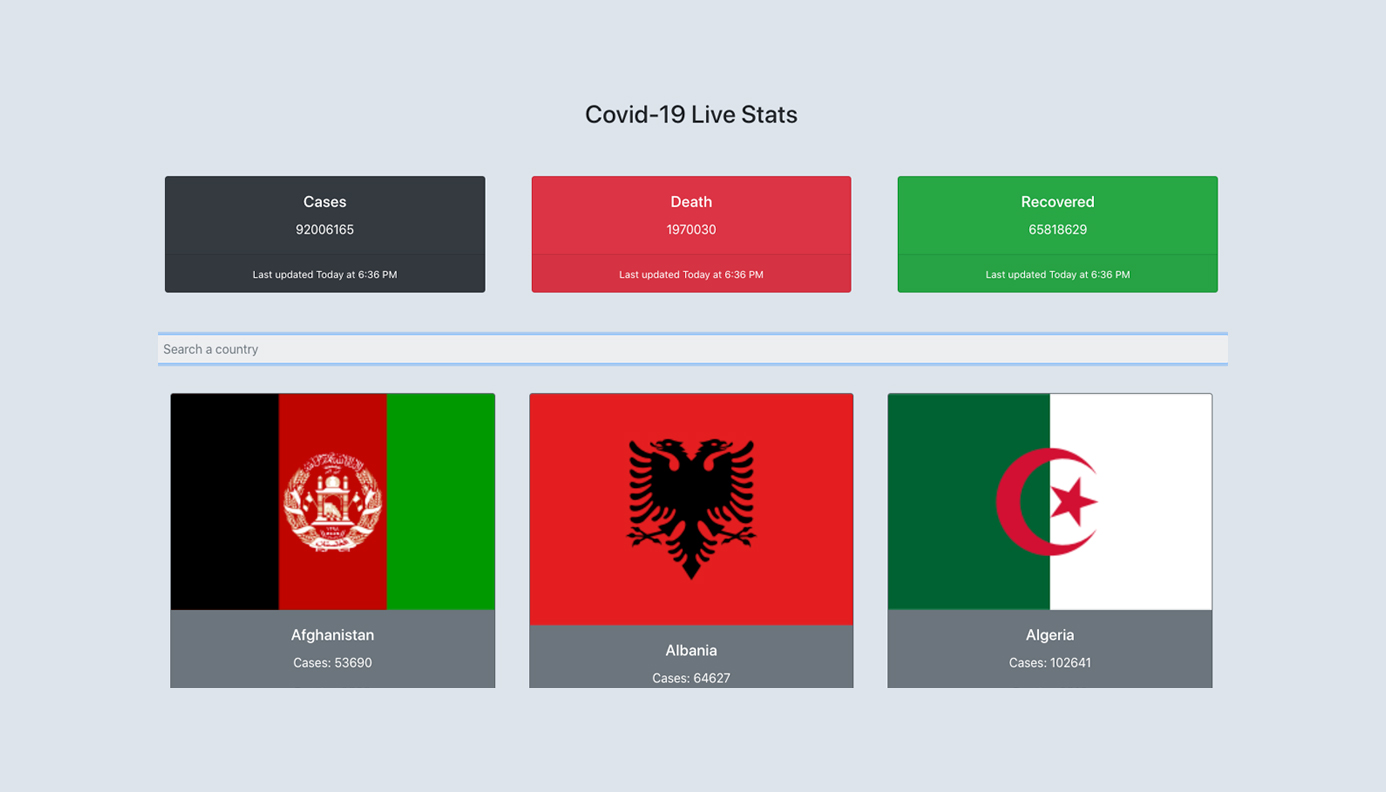 Covid-19 Live Stats
Cases
92006165
Last updated Today at 6:36 PM
Death
1970030
Last updated Today at 6:36 PM
Recovered
65818629
Last updated Today at 6:36 PM
Search a country
Afghanistan
Cases: 53690
Albania
Cases: 64627
Algeria
Cases: 102641